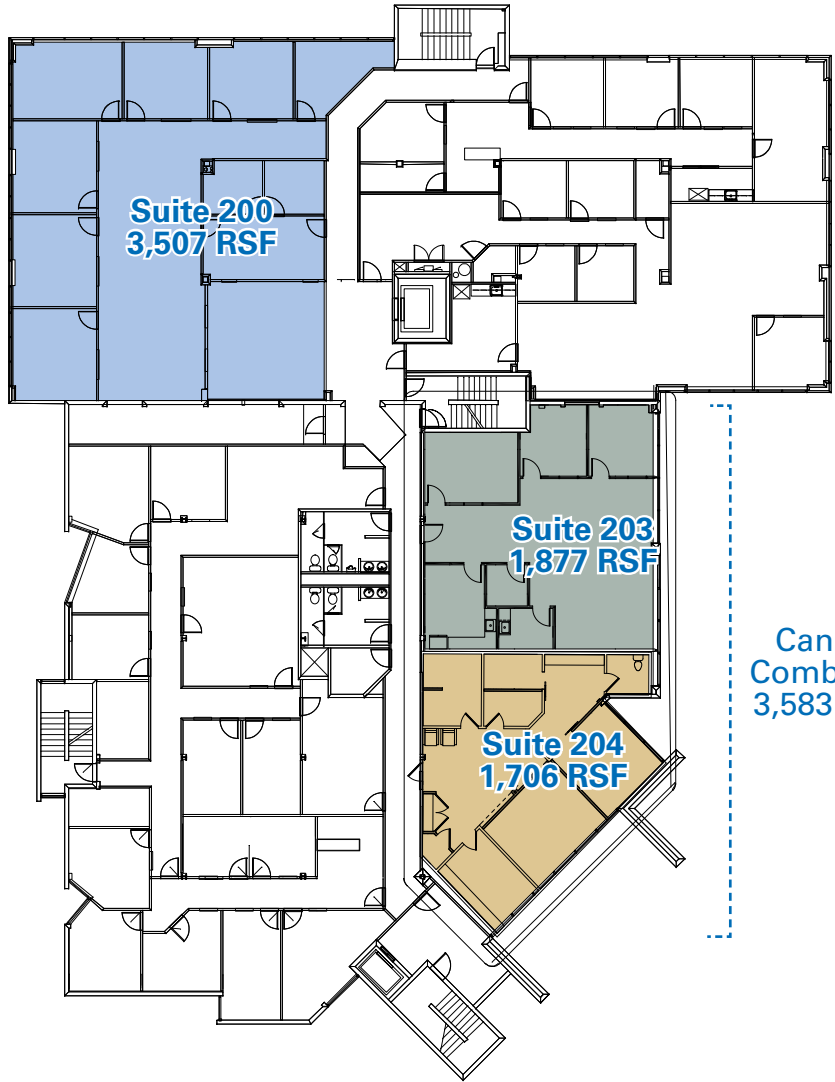 Suite 200
3,507 RSF
Suite 203
1,877 RSF
Can
Comb
3,583
Suite 204
1,706 RSF